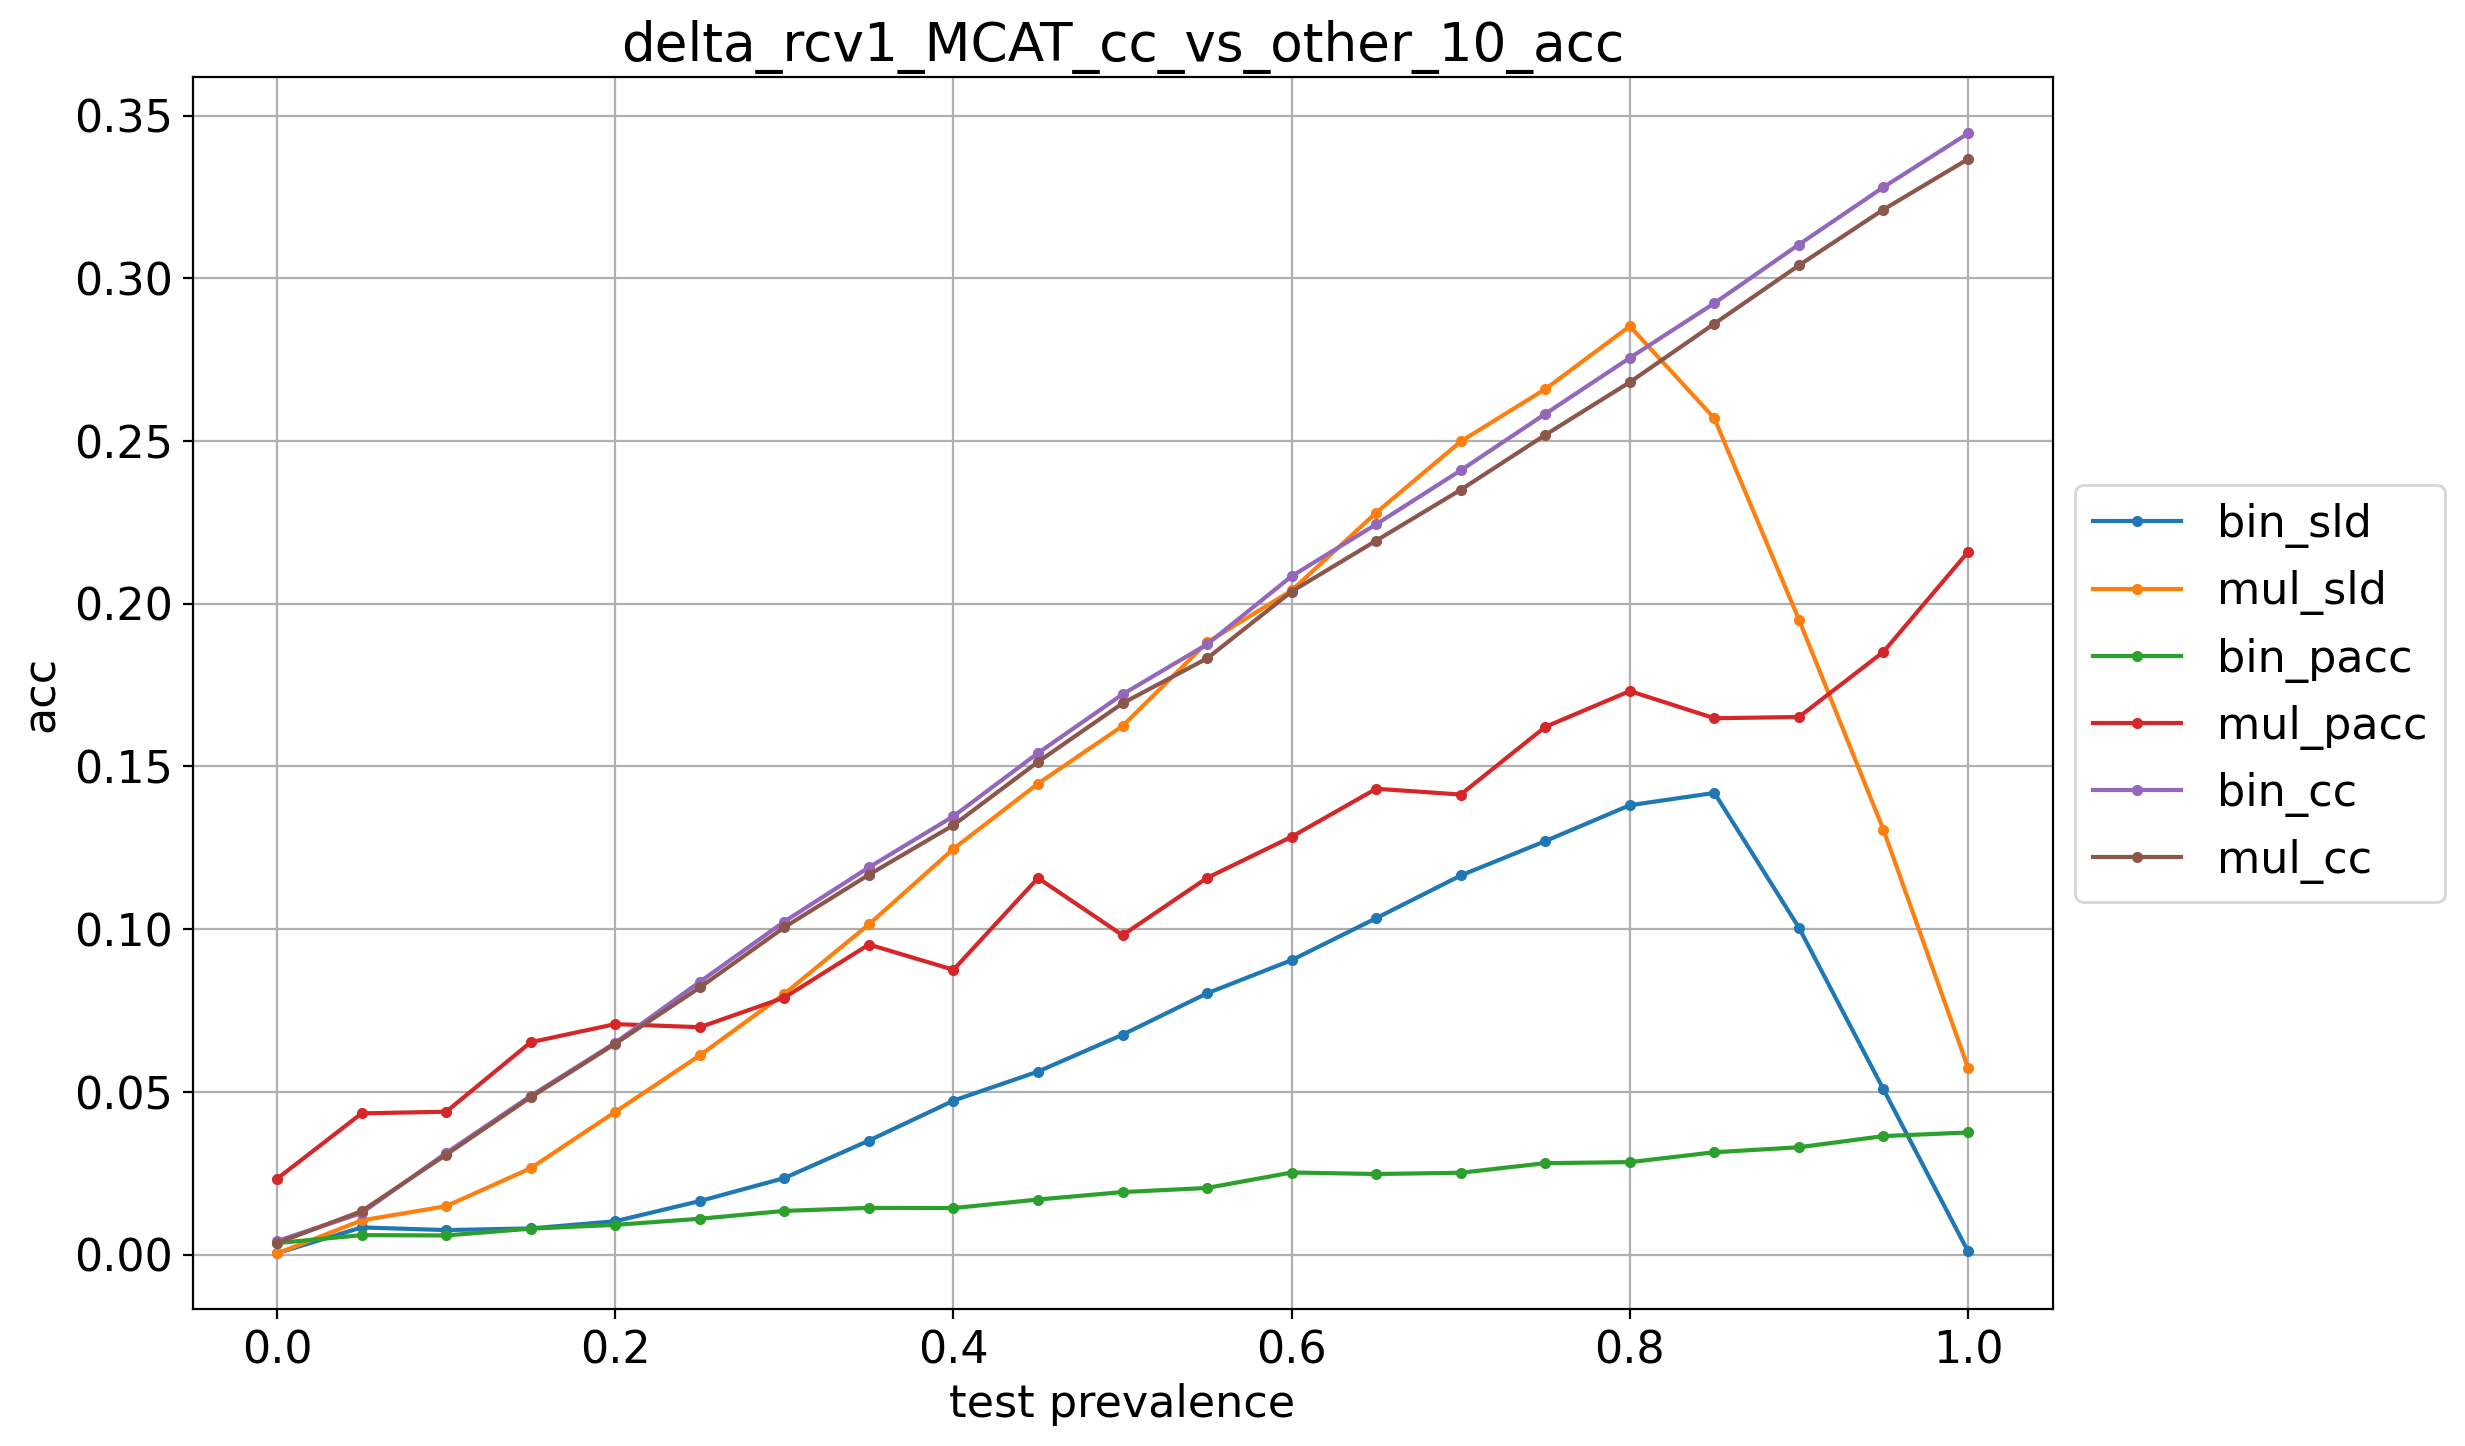 delta_rcv1_MCAT_cc_vs_other_10_acc
0.35
0.30
0.25
0.20
0.15
0.10
0.05
0.00
acc
0.0 0.2 0.4 0.6 0.8 1.0
test prevalence
bin_sld
mul_sld
bin_pacc
mul_pacc
bin_cc
mul_cc